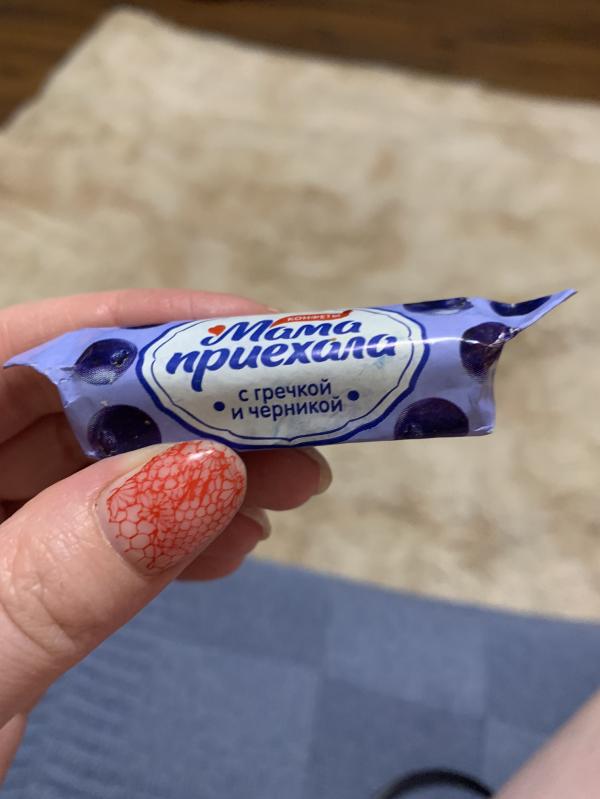 КОНФЕТЫ
Мама
приехала
с гречкой
и черникой